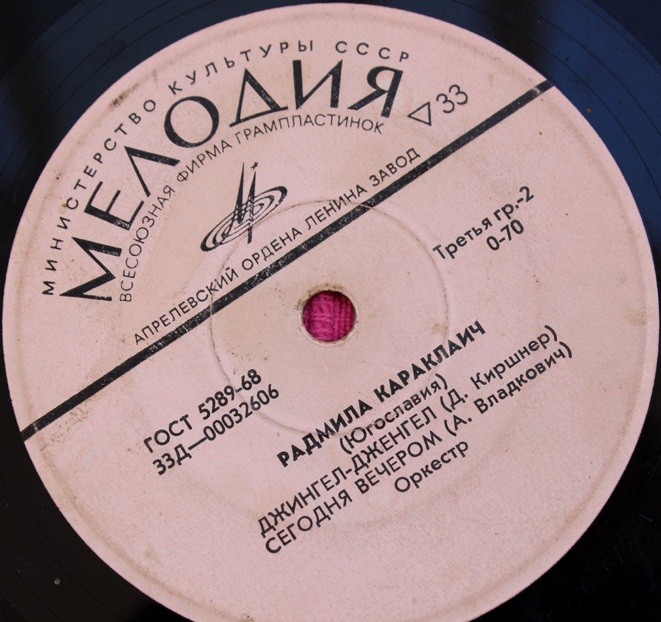 МИНИСТЕРСТВО КУЛЬТУРЫ СССР
МЕЛОДИЯ
33
ВСЕСОЮЗНАЯ ФИРМА ГРАМПЛАСТИНОК
АПРЕЛЕВСКИЙ ОРДЕНА ЛЕНИНА ЗАВОД
Третья гр.-2
0-70
ГОСТ 5289-68
33Д—00032606
РАДМИЛА КАРАКЛАИЧ
(Югославия)
ДЖИНГЕЛ-ДЖЕНГЕЛ (Д. Киршнер)
СЕГОДНЯ ВЕЧЕРОМ (А. Владкович)
Оркестр